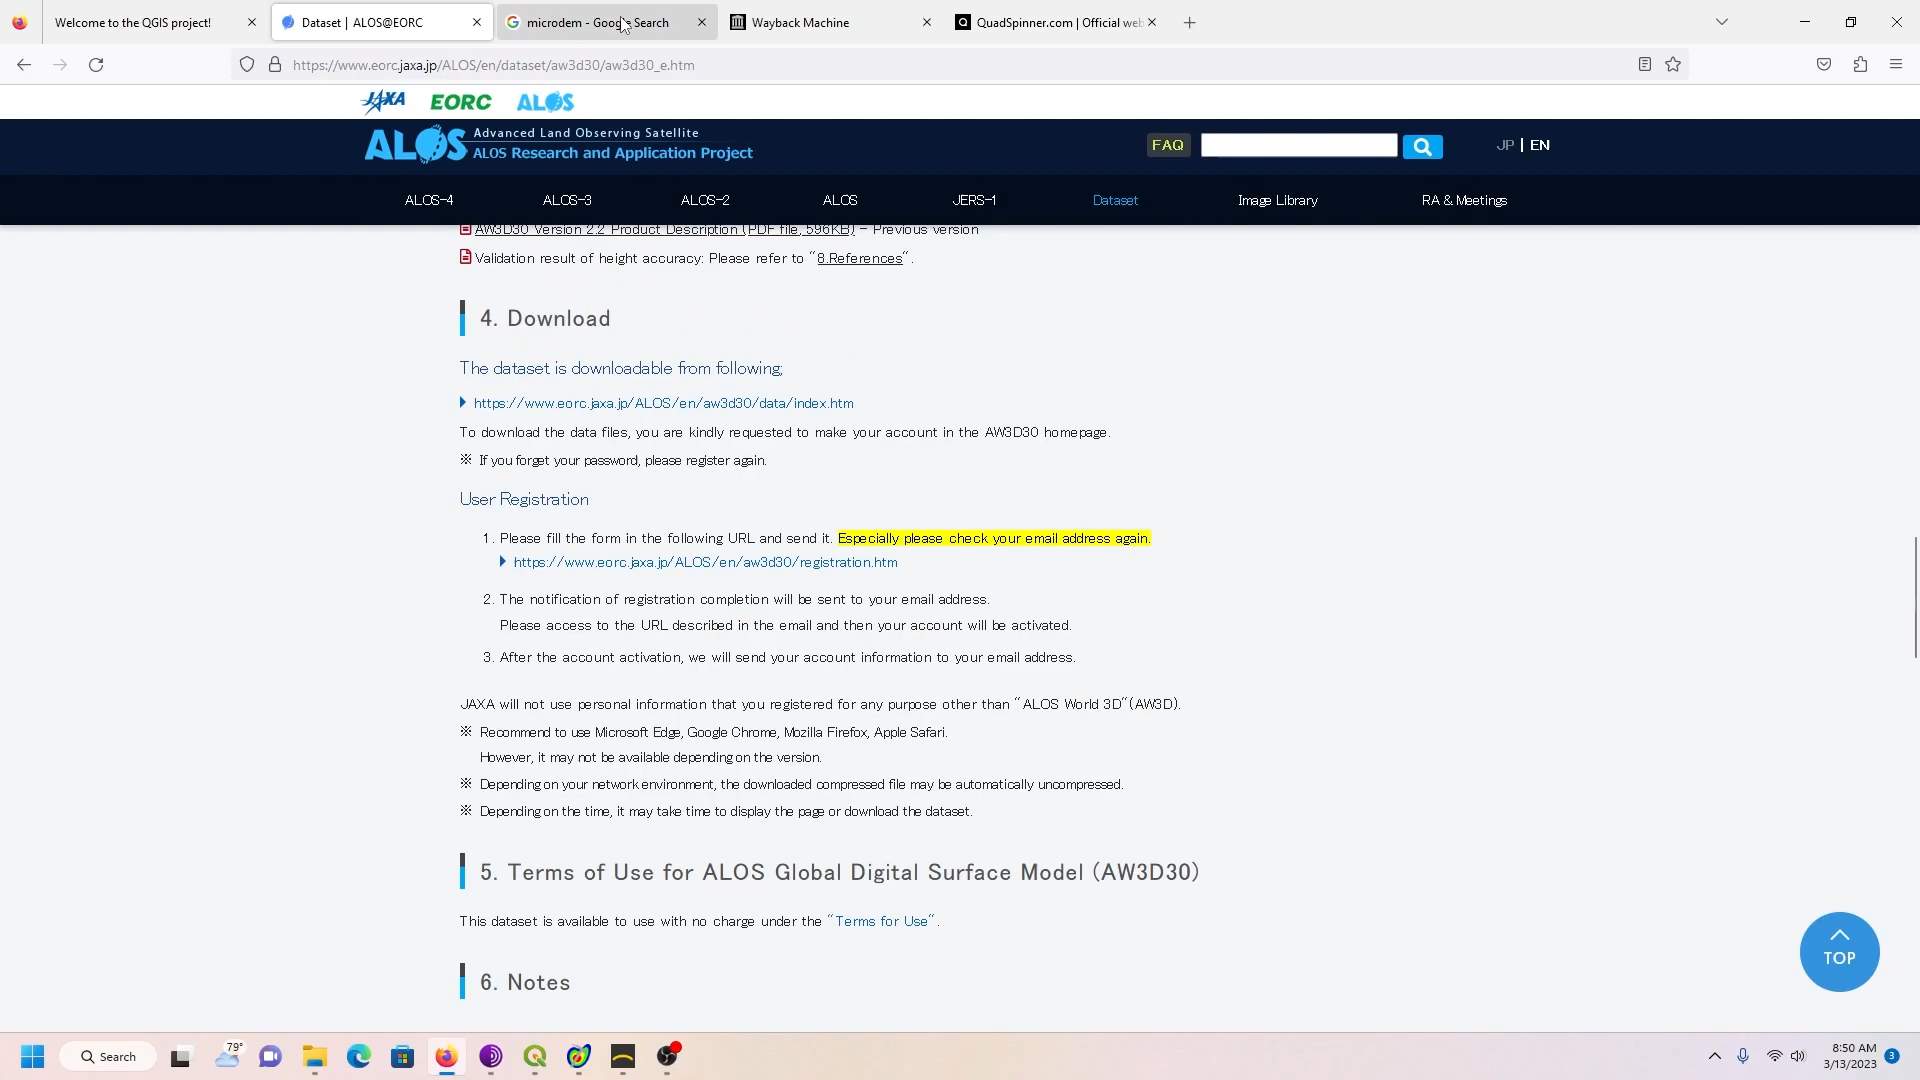 Welcome to the QGIS project!
Dataset | ALOS@EORC
microdem - Google Search
Wayback Machine
QuadSpinner.com | Official web
https://www.eorc.jaxa.jp/ALOS/en/dataset/aw3d30/aw3d30_e.htm
JAXA EORC ALOS
ALOS Advanced Land Observing Satellite
ALOS Research and Application Project
FAQ
JP | EN
ALOS-4 ALOS-3 ALOS-2 ALOS JERS-1 Dataset Image Library RA & Meetings
AW3D30 Version 2.2 Product Description (PDF file, 596KB) - Previous version
Validation result of height accuracy: Please refer to "8.References".
4. Download
The dataset is downloadable from following;
https://www.eorc.jaxa.jp/ALOS/en/aw3d30/data/index.htm
To download the data files, you are kindly requested to make your account in the AW3D30 homepage.
※ If you forget your password, please register again.
User Registration
1. Please fill the form in the following URL and send it. Especially please check your email address again.
https://www.eorc.jaxa.jp/ALOS/en/aw3d30/registration.htm
2. The notification of registration completion will be sent to your email address.
Please access to the URL described in the email and then your account will be activated.
3. After the account activation, we will send your account information to your email address.
JAXA will not use personal information that you registered for any purpose other than "ALOS World 3D"(AW3D).
※ Recommend to use Microsoft Edge, Google Chrome, Mozilla Firefox, Apple Safari.
However, it may not be available depending on the version.
※ Depending on your network environment, the downloaded compressed file may be automatically uncompressed.
※ Depending on the time, it may take time to display the page or download the dataset.
5. Terms of Use for ALOS Global Digital Surface Model (AW3D30)
This dataset is available to use with no charge under the "Terms for Use".
TOP
6. Notes
79°
Search
8:50 AM
3/13/2023
3